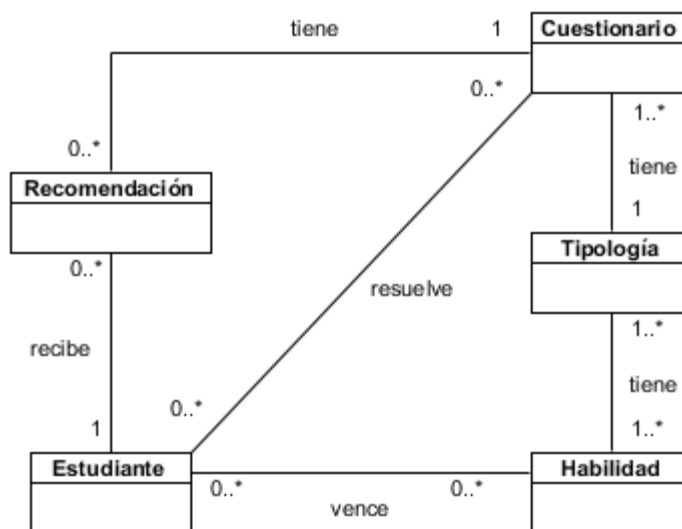 tiene 1 Cuestionario
0..*
1..*
0..*
Recomendación
tiene
1
0..*
Tipología
resuelve
recibe
1..*
tiene
0..*
1
1..*
Estudiante
Habilidad
0..* 0..*
vence